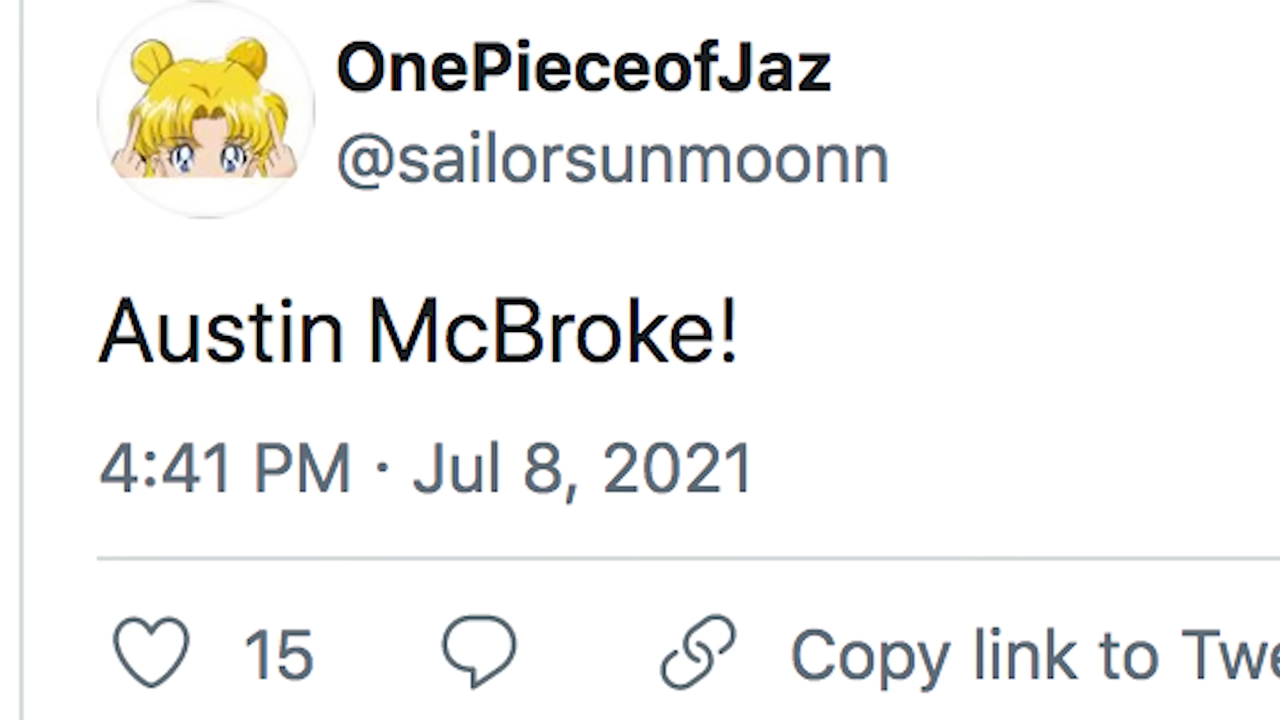 OnePieceofJaz
@sailorsunmoonn
Austin McBroke!
4:41 PM · Jul 8, 2021
15 Copy link to Twe